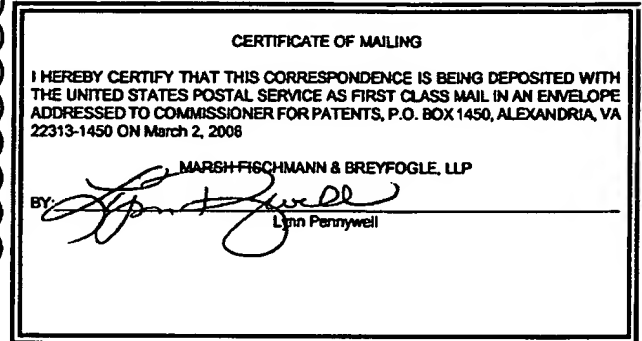 CERTIFICATE OF MAILING
I HEREBY CERTIFY THAT THIS CORRESPONDENCE IS BEING DEPOSITED WITH
THE UNITED STATES POSTAL SERVICE AS FIRST CLASS MAIL IN AN ENVELOPE
ADDRESSED TO COMMISSIONER FOR PATENTS, P.O. BOX 1450, ALEXANDRIA, VA
22313-1450 ON March 2, 2006
MARSH FISCHMANN & BREYFOGLE, LLP
BY:
Lynn Pennywell